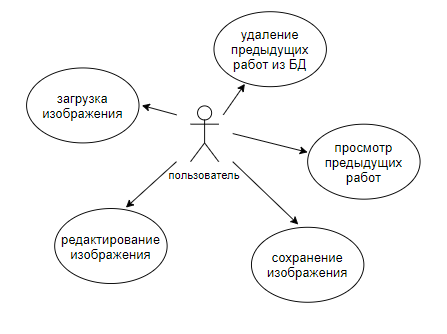 удаление
предыдущих
работ из БД
загрузка
изображения
просмотр
предыдущих
работ
пользователь
редактирование
изображения
сохранение
изображения